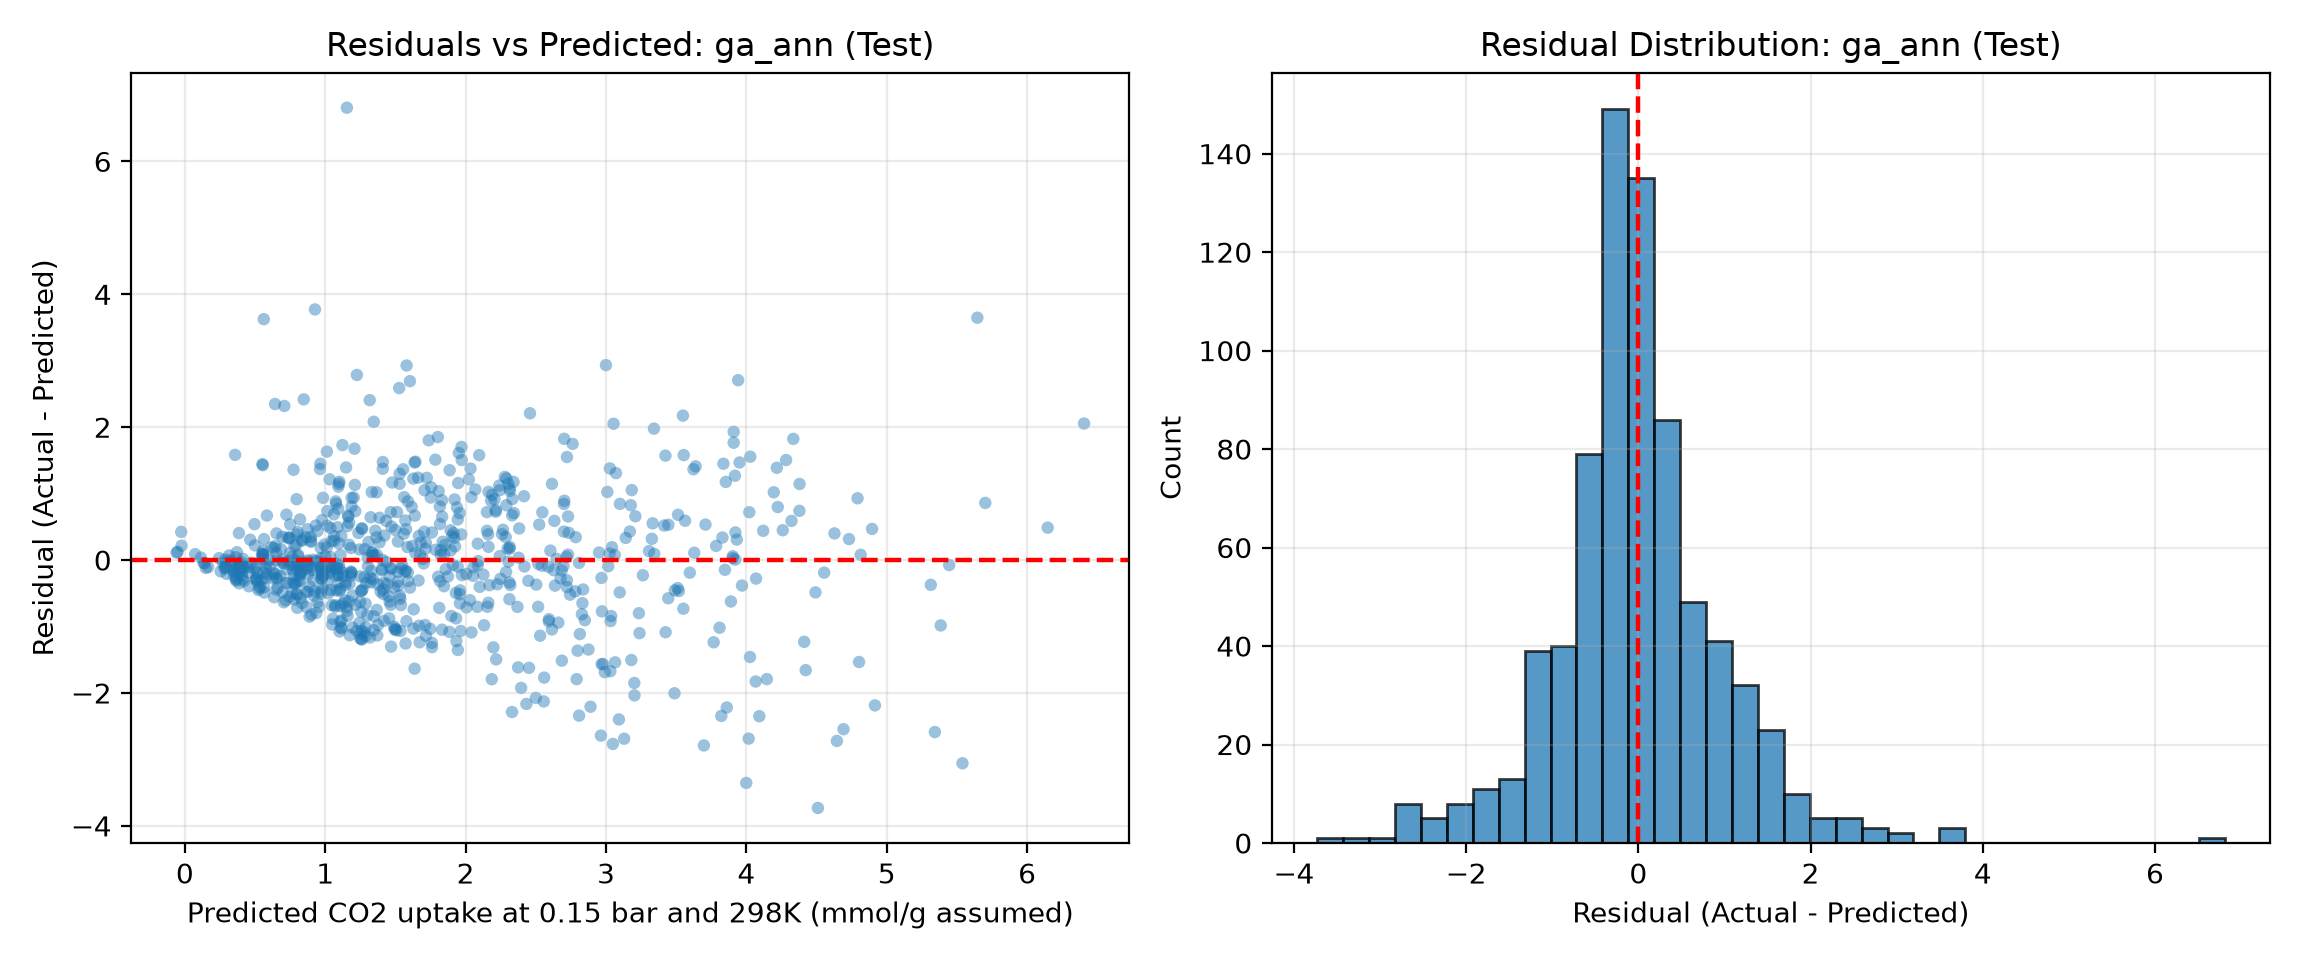 Residuals vs Predicted: ga_ann (Test)
Residual (Actual - Predicted)
6
4
2
0
−2
−4
0 1 2 3 4 5 6
Predicted CO2 uptake at 0.15 bar and 298K (mmol/g assumed)
Residual Distribution: ga_ann (Test)
Count
140
120
100
80
60
40
20
0
−4 −2 0 2 4 6
Residual (Actual - Predicted)